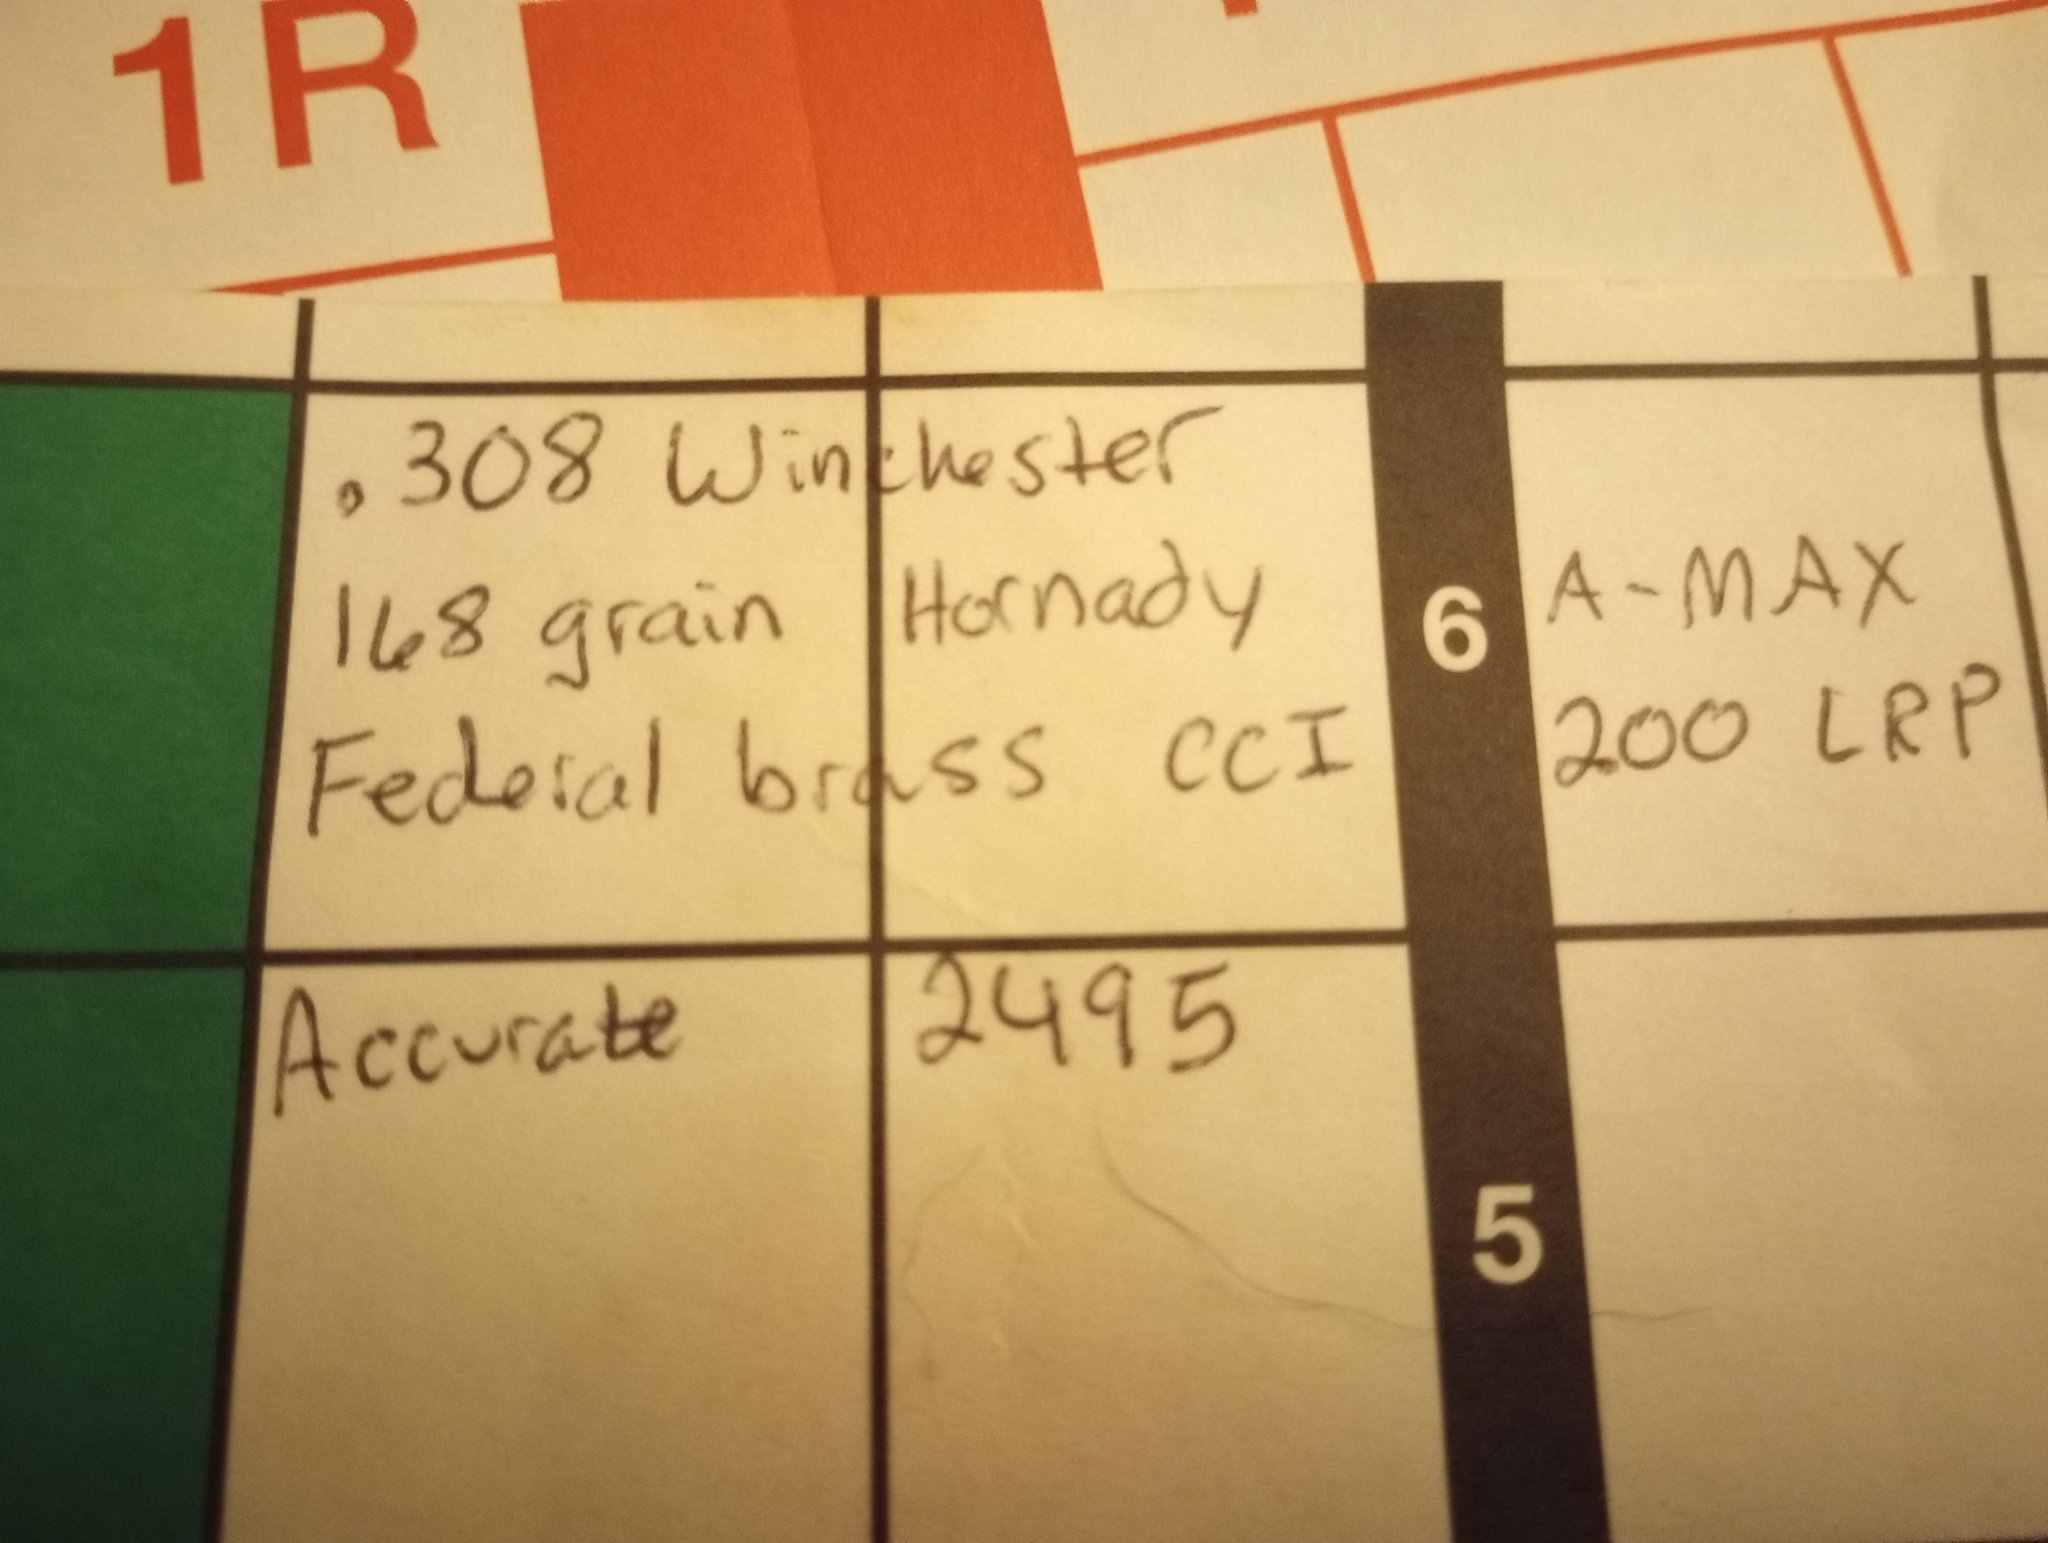 1R
.308 Winchester
168 grain Hornady 6 A-MAX
Federal brass CCI 200 LRP
Accurate 2495
5